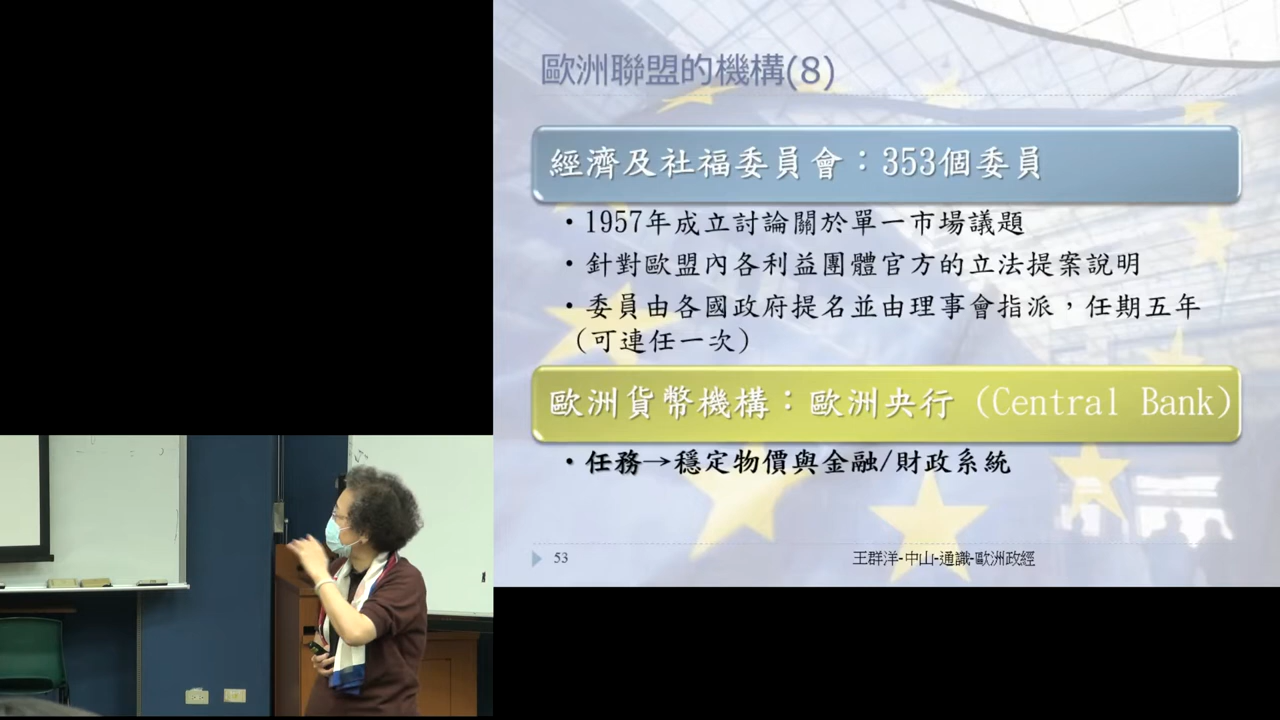 歐洲聯盟的機構(8)
經濟及社福委員會：353個委員
•1957年成立討論關於單一市場議題
•針對歐盟內各利益團體官方的立法提案說明
•委員由各國政府提名並由理事會指派，任期五年
(可連任一次)
歐洲貨幣機構：歐洲央行 (Central Bank)
•任務→穩定物價與金融/財政系統
53
王群洋-中山-通識-歐洲政經